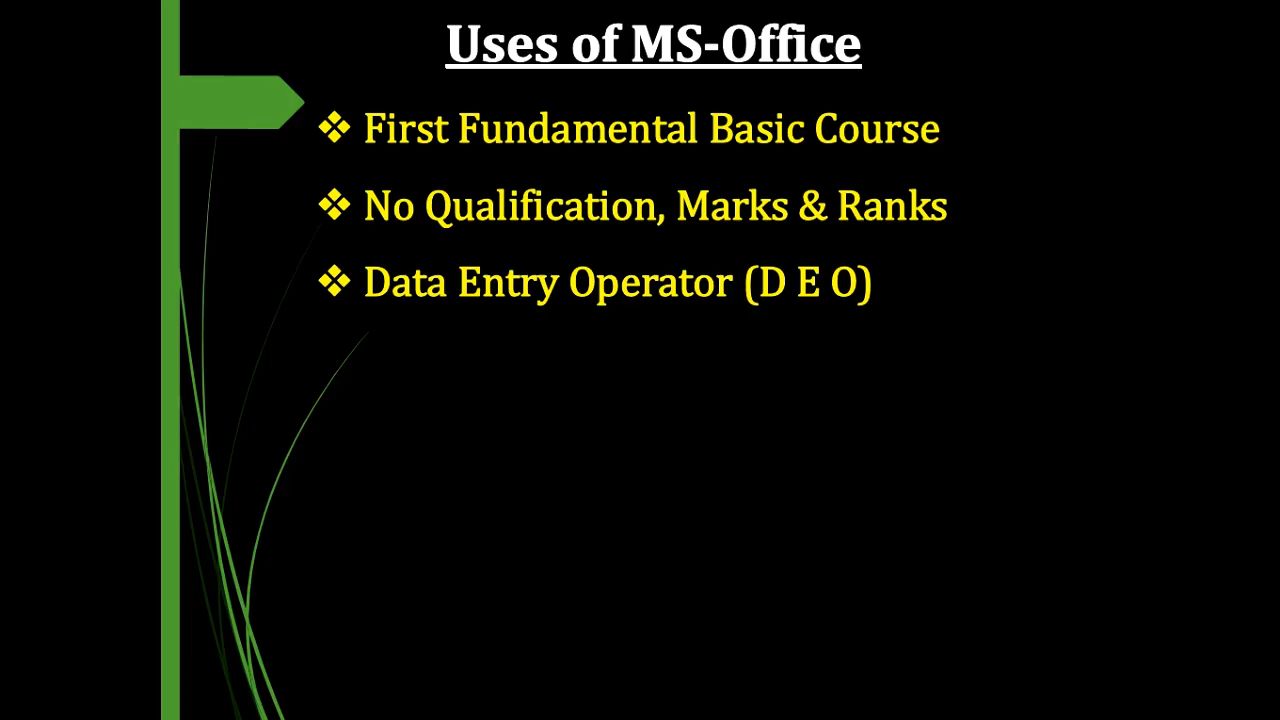 Uses of MS-Office
❖ First Fundamental Basic Course
❖ No Qualification, Marks & Ranks
❖ Data Entry Operator (D E O)